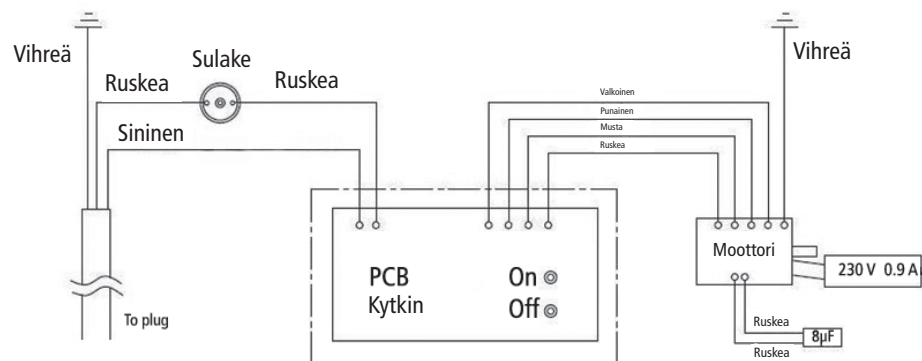 Vihreä
Sulake
Ruskea
Ruskea
Sininen
To plug
PCB
Kytkin
On
Off
Valkoinen
Punainen
Musta
Ruskea
Vihreä
Moottori
230 V 0.9 A
Ruskea
8µF
Ruskea